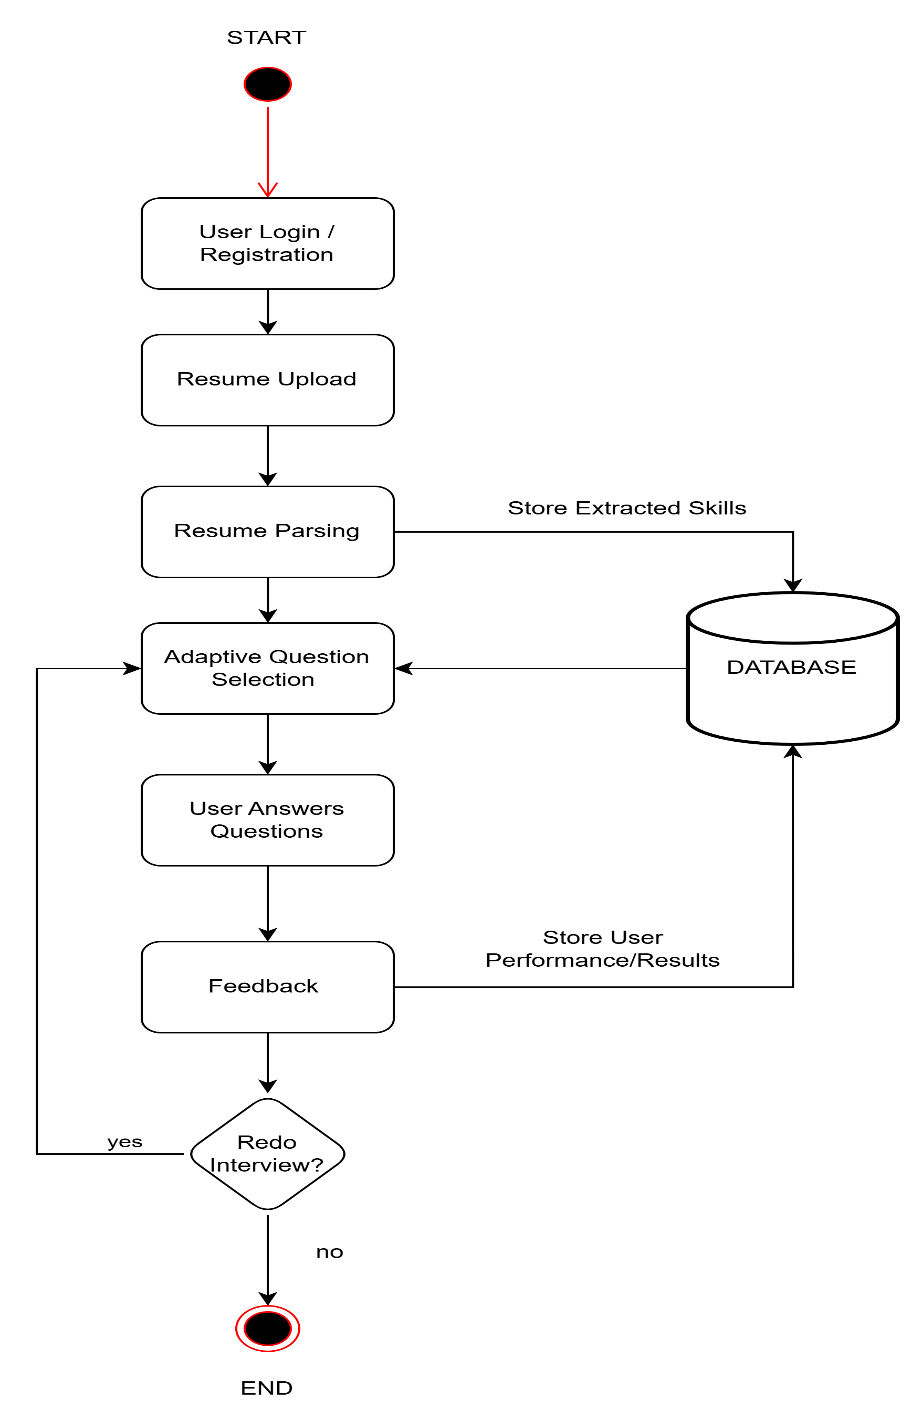 START
User Login /
Registration
Resume Upload
Resume Parsing
Store Extracted Skills
Adaptive Question
Selection
DATABASE
User Answers
Questions
Feedback
Store User
Performance/Results
Redo
Interview?
yes
no
END